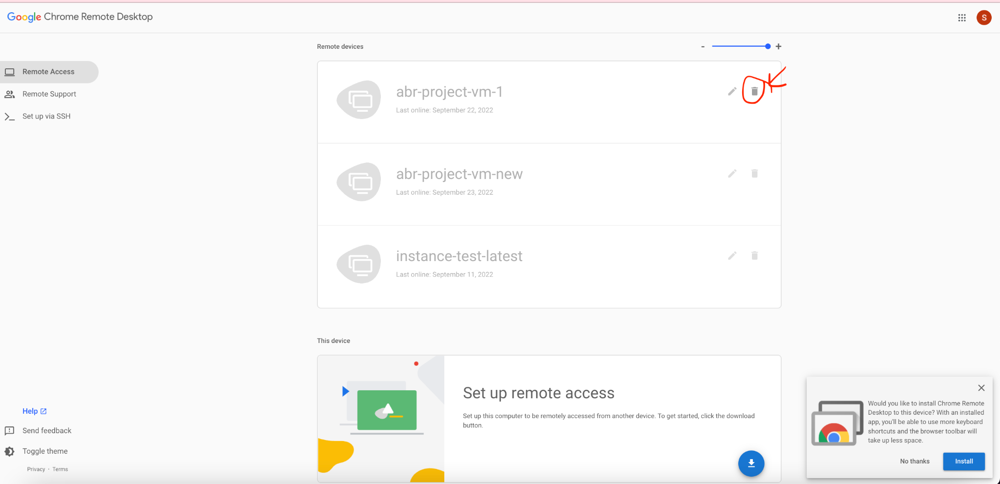 Google Chrome Remote Desktop
S
Remote devices
- +
Remote Access
Remote Support
Set up via SSH
abr-project-vm-1
Last online: September 22, 2022
abr-project-vm-new
Last online: September 23, 2022
instance-test-latest
Last online: September 11, 2022
This device
Set up remote access
Set up this computer to be remotely accessed from another device. To get started, click the download
button.
Help
Send feedback
Toggle theme
Privacy · Terms
Would you like to install Chrome Remote
Desktop to this device? With an installed
app, you'll be able to use more keyboard
shortcuts and the browser toolbar will
take up less space.
No thanks
Install